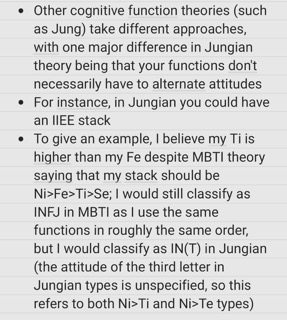 • Other cognitive function theories (such
as Jung) take different approaches,
with one major difference in Jungian
theory being that your functions don't
necessarily have to alternate attitudes
• For instance, in Jungian you could have
an IIEE stack
• To give an example, I believe my Ti is
higher than my Fe despite MBTI theory
saying that my stack should be
Ni>Fe>Ti>Se; I would still classify as
INFJ in MBTI as I use the same
functions in roughly the same order,
but I would classify as IN(T) in Jungian
(the attitude of the third letter in
Jungian types is unspecified, so this
refers to both Ni>Ti and Ni>Te types)